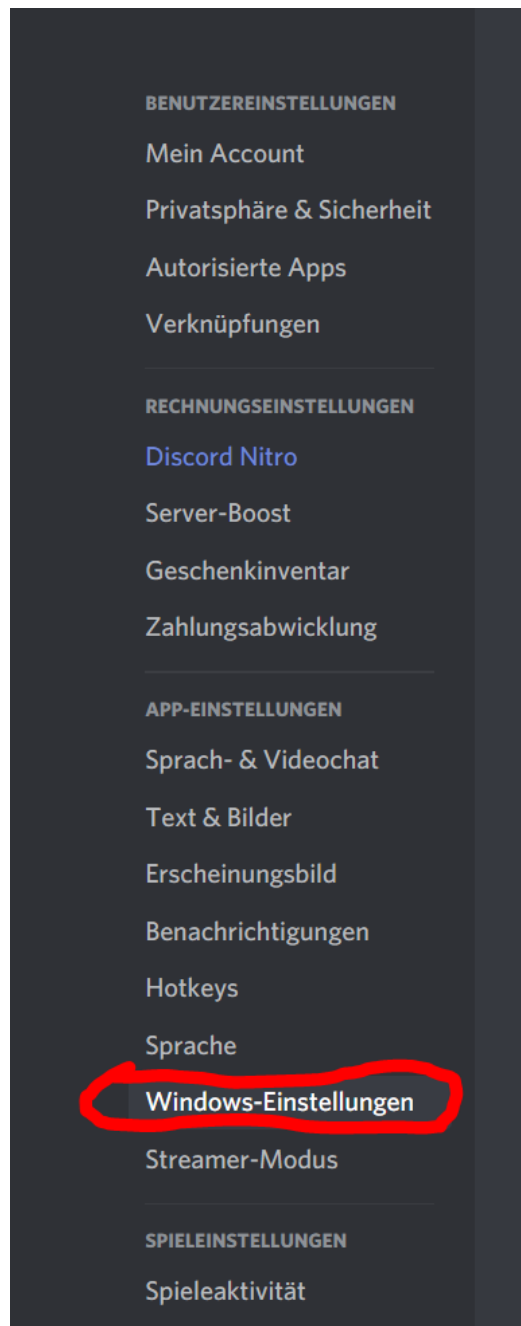 BENUTZEREINSTELLUNGEN
Mein Account
Privatsphäre & Sicherheit
Autorisierte Apps
Verknüpfungen
RECHNUNGSEINSTELLUNGEN
Discord Nitro
Server-Boost
Geschenkinventar
Zahlungsabwicklung
APP-EINSTELLUNGEN
Sprach- & Videochat
Text & Bilder
Erscheinungsbild
Benachrichtigungen
Hotkeys
Sprache
Windows-Einstellungen
Streamer-Modus
SPIELEINSTELLUNGEN
Spieleaktivität